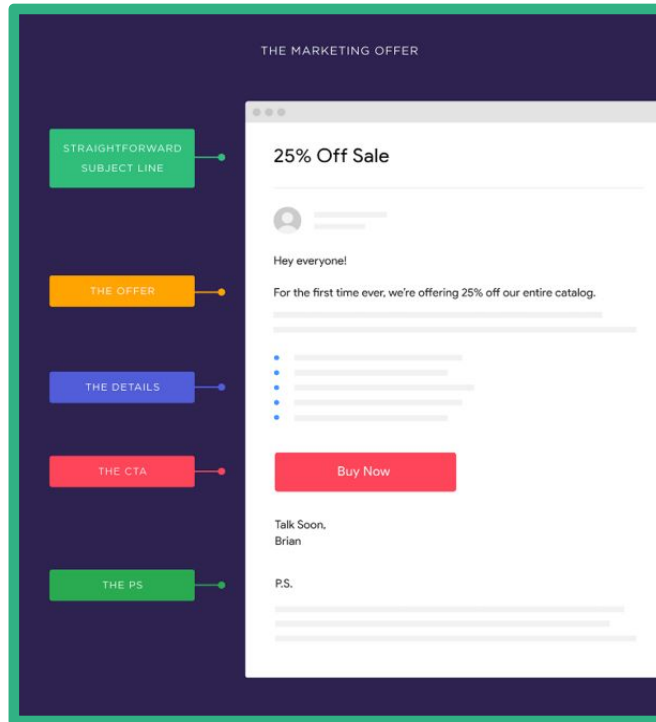 THE MARKETING OFFER
STRAIGHTFORWARD
SUBJECT LINE
25% Off Sale
Hey everyone!
THE OFFER
For the first time ever, we’re offering 25% off our entire catalog.
THE DETAILS
THE CTA
Buy Now
Talk Soon,
Brian
THE PS
P.S.